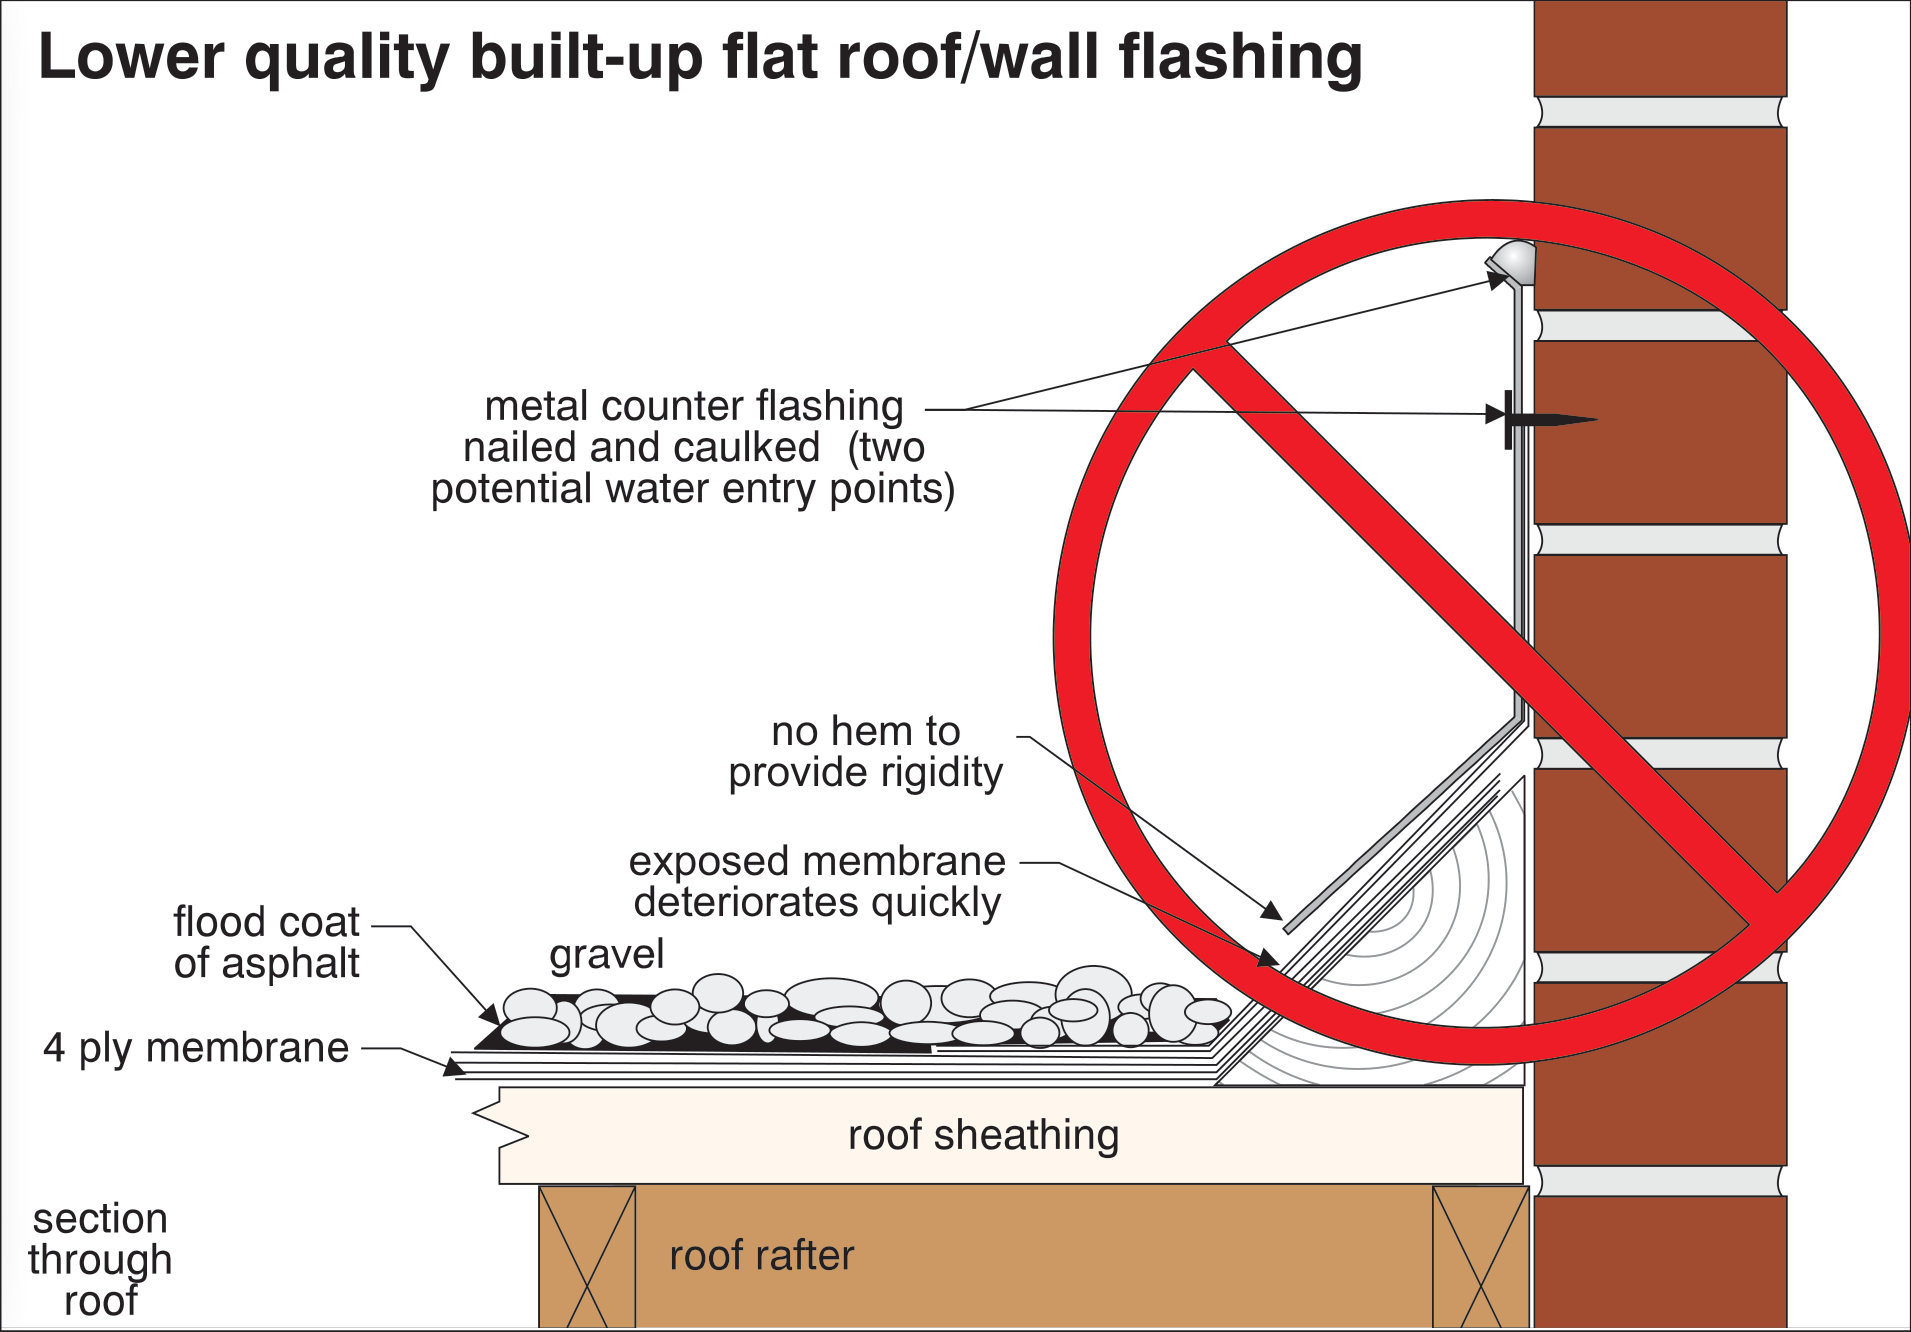 Lower quality built-up flat roof/wall flashing
metal counter flashing
nailed and caulked (two
potential water entry points)
no hem to
provide rigidity
exposed membrane
deteriorates quickly
flood coat
of asphalt
gravel
4 ply membrane
roof sheathing
section
through
roof
roof rafter